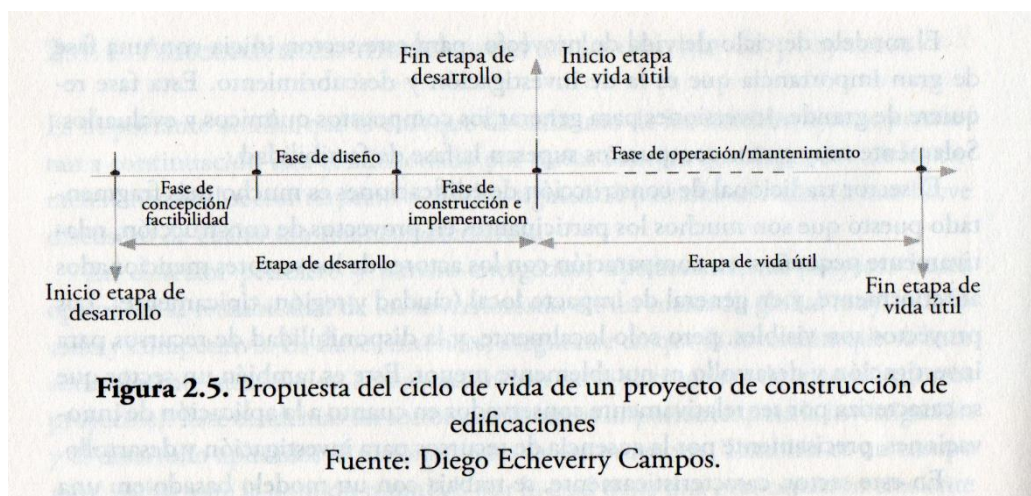 Fin etapa de
desarrollo
Inicio etapa
de vida útil
Fase de diseño
Fase de operación/mantenimiento
Fase de
concepción/
factibilidad
Fase de
construcción e
implementacion
Etapa de desarrollo
Etapa de vida útil
Inicio etapa de
desarrollo
Fin etapa de
vida útil
Figura 2.5. Propuesta del ciclo de vida de un proyecto de construcción de
edificaciones
Fuente: Diego Echeverry Campos.